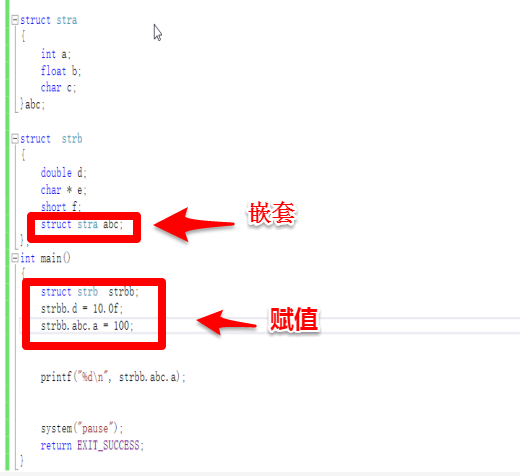 struct stra
{
int a;
float b;
char c;
}abc;
struct strb
{
double d;
char * e;
short f;
struct stra abc;
嵌套
};
int main()
{
struct strb strbb;
strbb.d = 10.0f;
赋值
strbb.abc.a = 100;
printf("%d\n", strbb.abc.a);
system("pause");
return EXIT_SUCCESS;
}